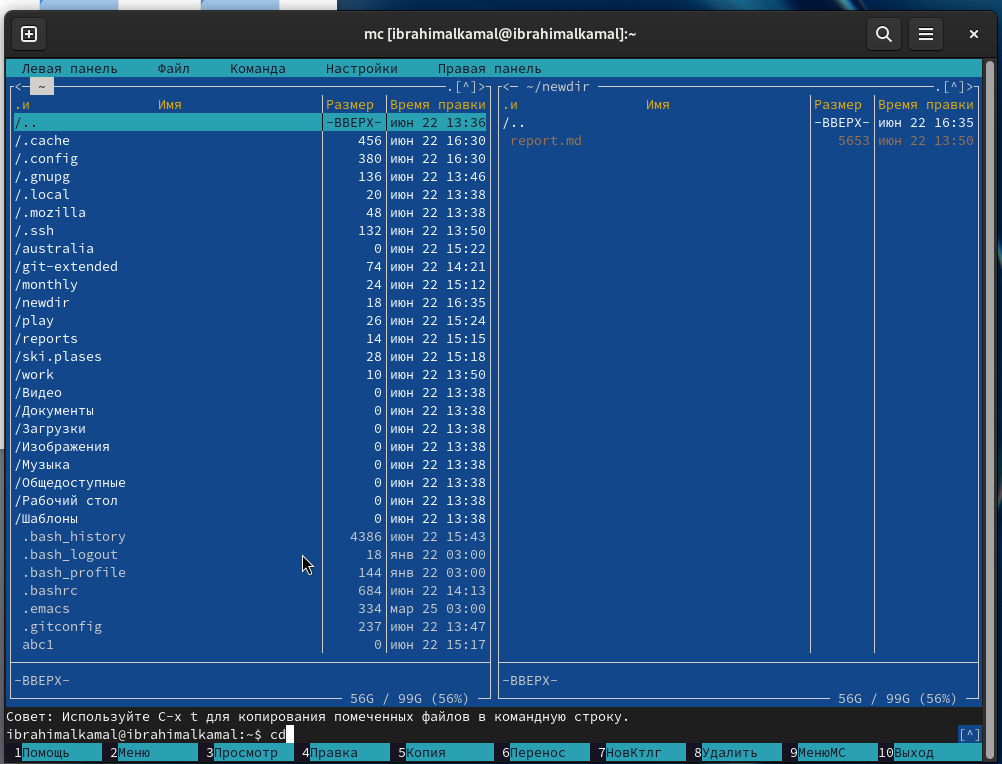 mc [ibrahimalkamal@ibrahimalkamal]:~
Левая панель Файл Команда Настройки Правая панель
<─ ~ .[^]>
.и Имя Размер Время правки
/.. -ВВЕРХ- июн 22 13:36
/.cache 456 июн 22 16:30
/.config 380 июн 22 16:30
/.gnupg 136 июн 22 13:46
/.local 20 июн 22 13:38
/.mozilla 48 июн 22 13:38
/.ssh 132 июн 22 13:50
/australia 0 июн 22 15:22
/git-extended 74 июн 22 14:21
/monthly 24 июн 22 15:12
/newdir 18 июн 22 16:35
/play 26 июн 22 15:24
/reports 14 июн 22 15:15
/ski.plases 28 июн 22 15:18
/work 10 июн 22 13:50
/Видео 0 июн 22 13:38
/Документы 0 июн 22 13:38
/Загрузки 0 июн 22 13:38
/Изображения 0 июн 22 13:38
/Музыка 0 июн 22 13:38
/Общедоступные 0 июн 22 13:38
/Рабочий стол 0 июн 22 13:38
/Шаблоны 0 июн 22 13:38
.bash_history 4386 июн 22 15:43
.bash_logout 18 янв 22 03:00
.bash_profile 144 янв 22 03:00
.bashrc 684 июн 22 14:13
.emacs 334 мар 25 03:00
.gitconfig 237 июн 22 13:47
abc1 0 июн 22 15:17
-ВВЕРХ-
56G / 99G (56%)
<─ ~/newdir .[^]>
.и Имя Размер Время правки
/.. -ВВЕРХ- июн 22 16:35
report.md 5653 июн 22 13:50
-ВВЕРХ-
56G / 99G (56%)
Совет: Используйте C-x t для копирования помеченных файлов в командную строку.
ibrahimalkamal@ibrahimalkamal:~$ cd [^]
1Помощь 2Меню 3Просмотр 4Правка 5Копия 6Перенос 7НовКтлг 8Удалить 9МенюMC 10Выход